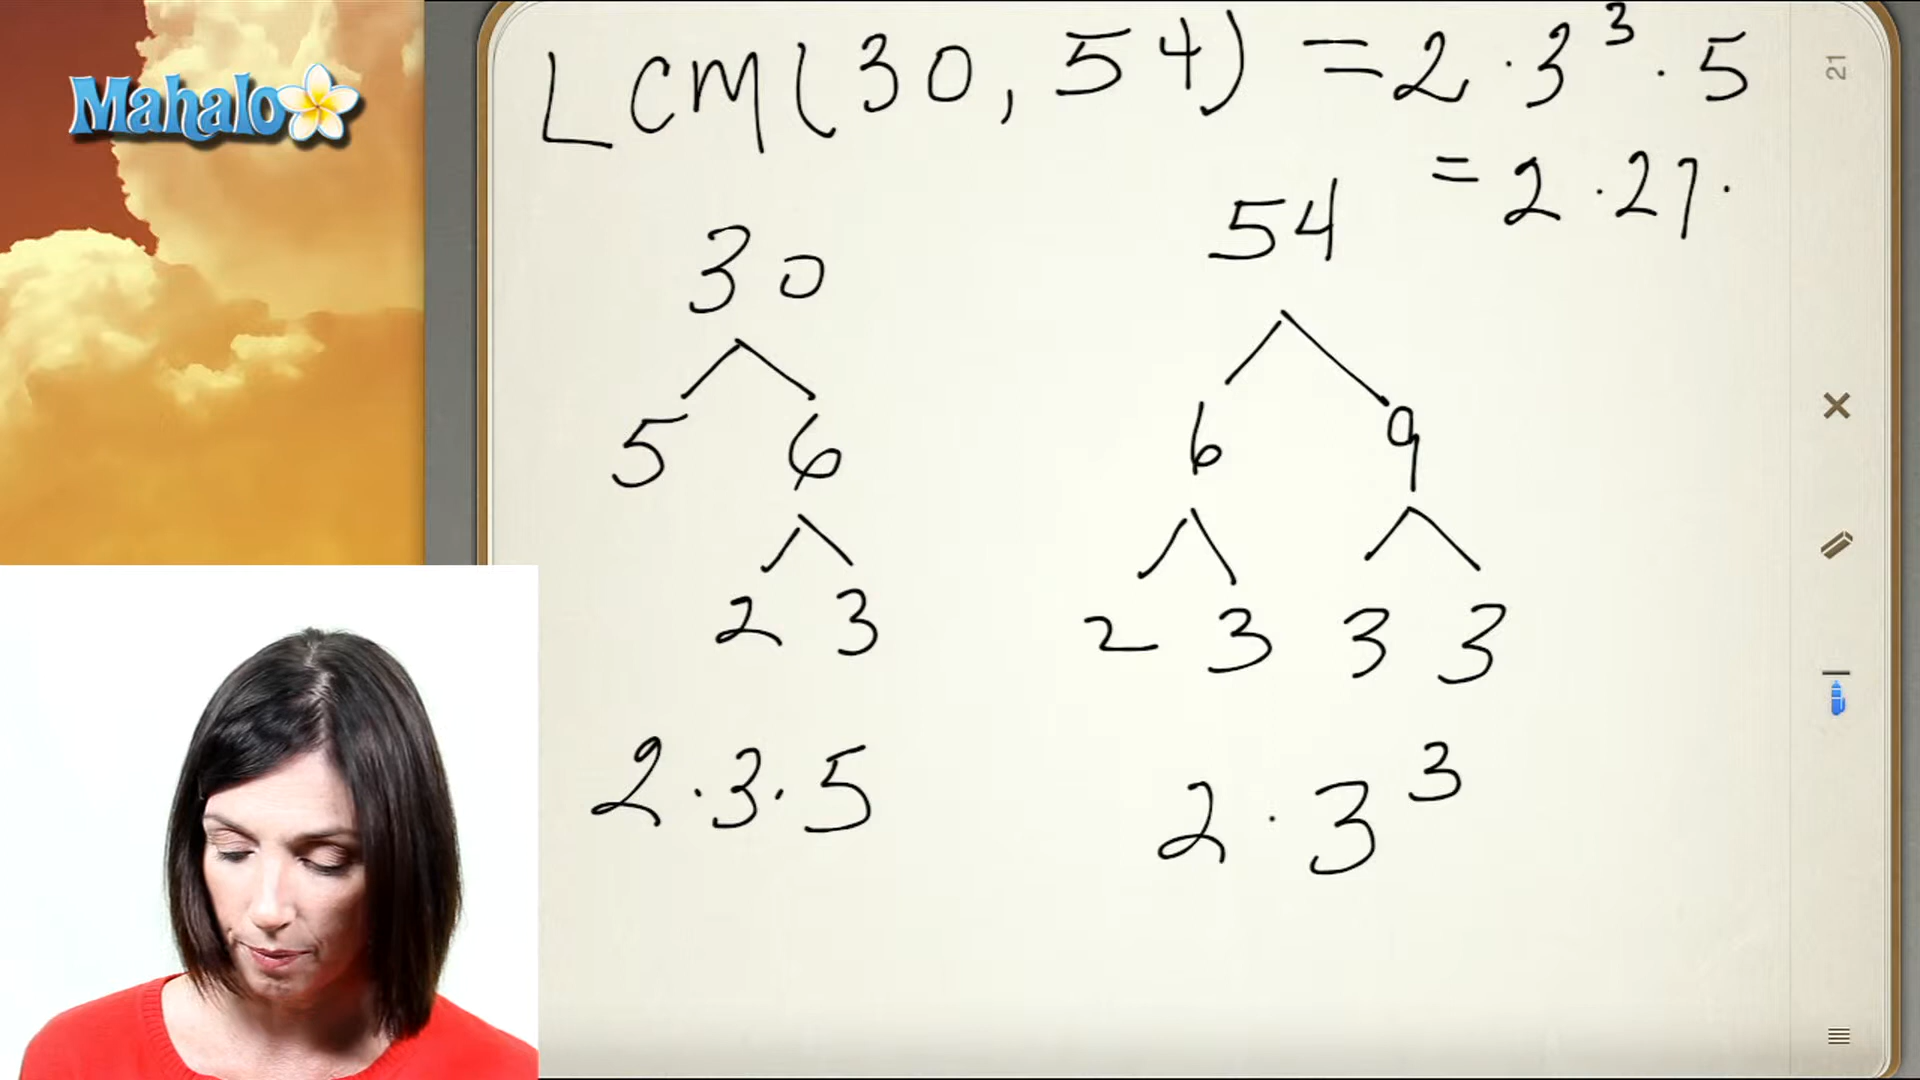 Mahalo
LCM(30, 54) = 2 · 3³ · 5
= 2 · 27 ·
30
54
5 6
6 9
2 3
2 3 3 3
2 · 3 · 5
2 · 3³
21